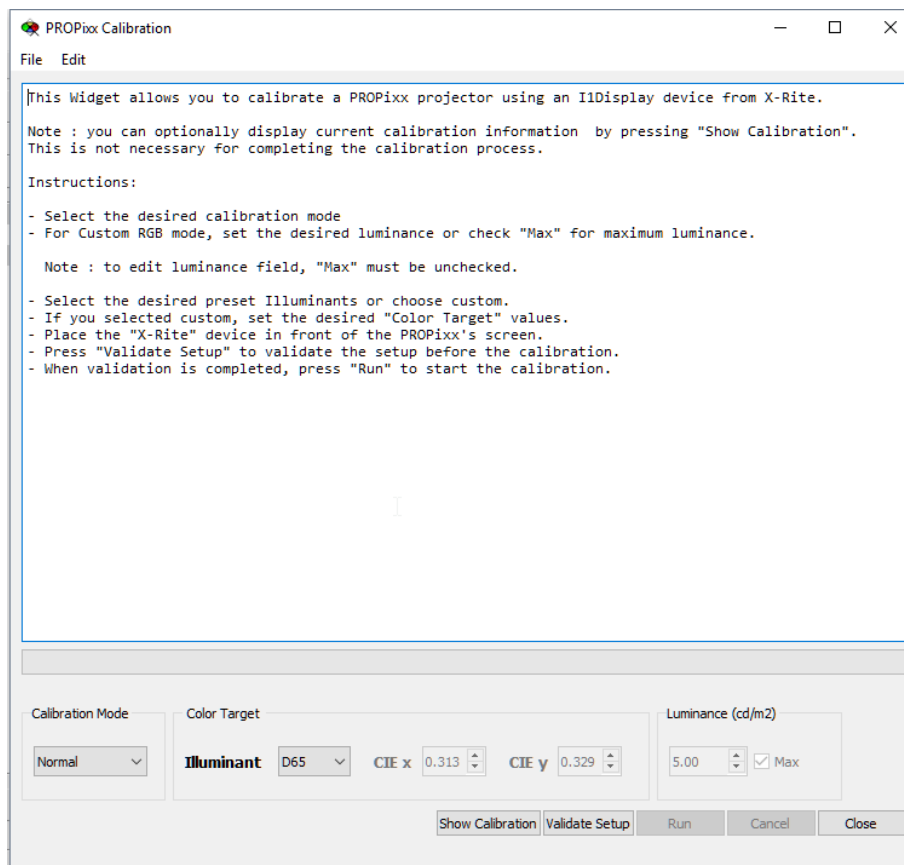 PROPixx Calibration
File Edit
This Widget allows you to calibrate a PROPixx projector using an I1Display device from X-Rite.
Note : you can optionally display current calibration information  by pressing "Show Calibration".
This is not necessary for completing the calibration process.
Instructions:
- Select the desired calibration mode
- For Custom RGB mode, set the desired luminance or check "Max" for maximum luminance.
Note : to edit luminance field, "Max" must be unchecked.
- Select the desired preset Illuminants or choose custom.
- If you selected custom, set the desired "Color Target" values.
- Place the "X-Rite" device in front of the PROPixx's screen.
- Press "Validate Setup" to validate the setup before the calibration.
- When validation is completed, press "Run" to start the calibration.
Calibration Mode Color Target Luminance (cd/m2)
Normal Illuminant D65 CIE x 0.313 CIE y 0.329 5.00 Max
Show Calibration Validate Setup Run Cancel Close